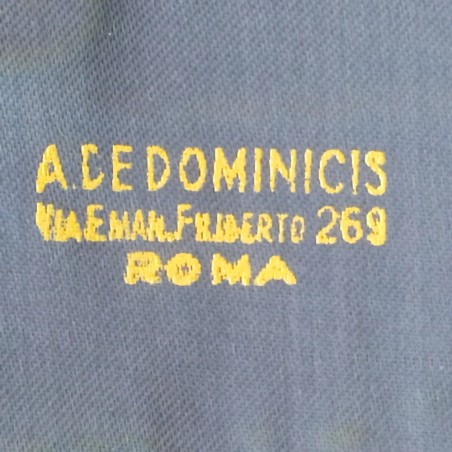 A. DE DOMINICIS
VIA EMAN. FILIBERTO 269
ROMA